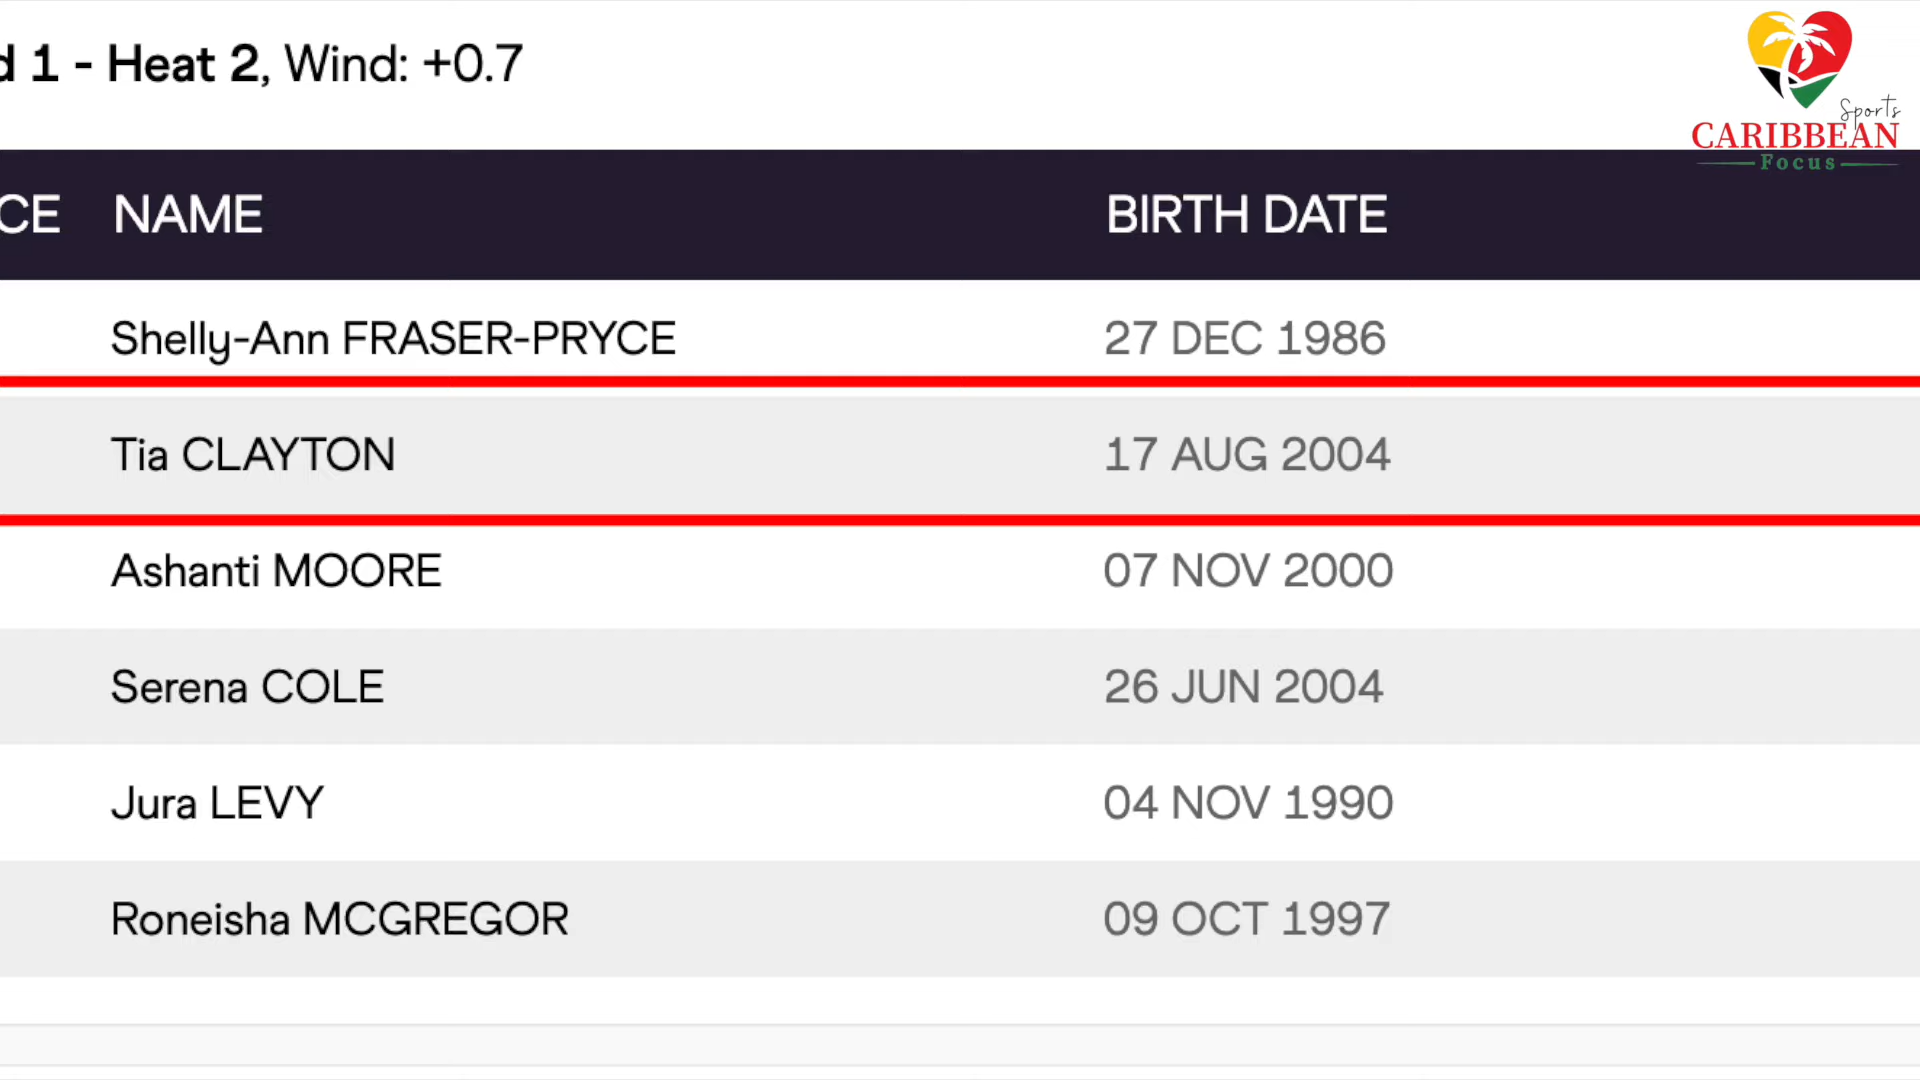 d 1 - Heat 2, Wind: +0.7
Sports
CARIBBEAN
Focus
CE NAME BIRTH DATE
Shelly-Ann FRASER-PRYCE 27 DEC 1986
Tia CLAYTON 17 AUG 2004
Ashanti MOORE 07 NOV 2000
Serena COLE 26 JUN 2004
Jura LEVY 04 NOV 1990
Roneisha MCGREGOR 09 OCT 1997